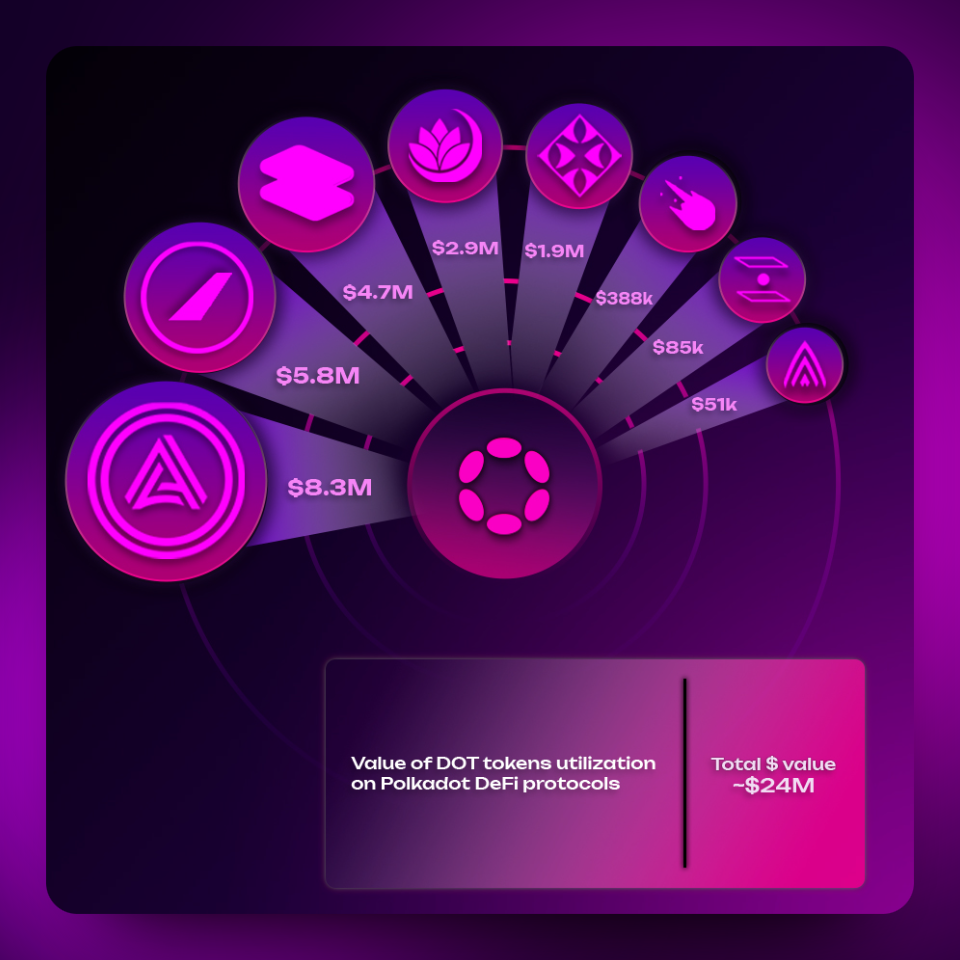 $2.9M
$1.9M
$4.7M
$388k
$85k
$5.8M
$51k
$8.3M
Value of DOT tokens utilization
on Polkadot DeFi protocols
Total $ value
~$24M